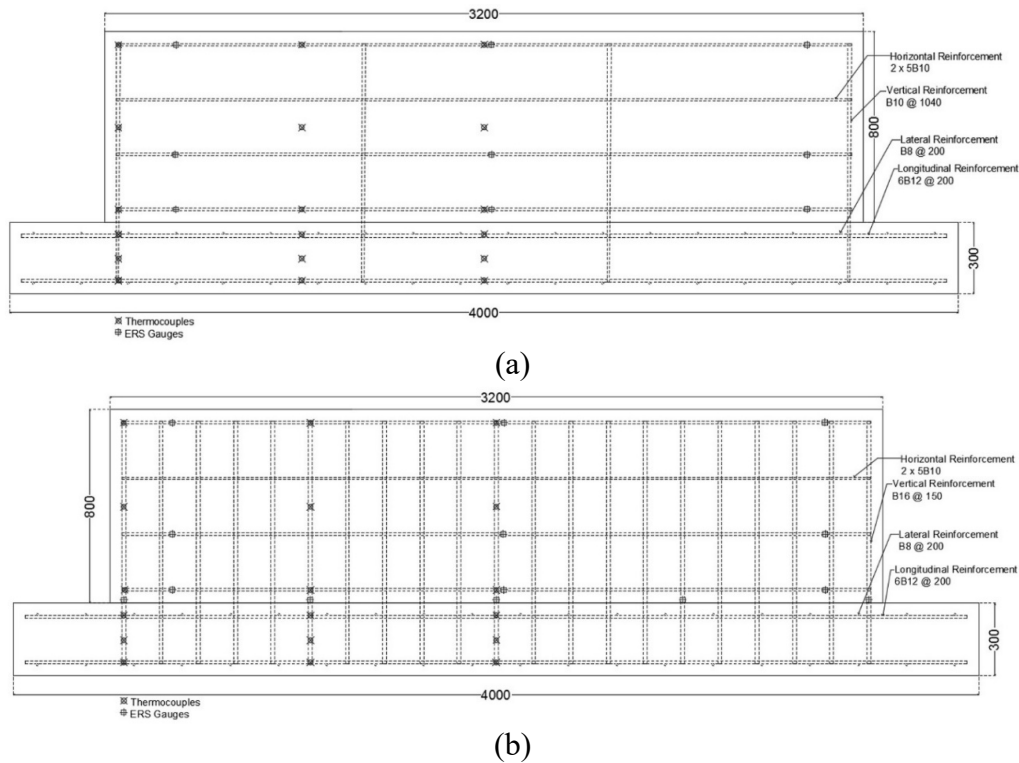 3200
Horizontal Reinforcement
2 x 5B10
Vertical Reinforcement
B10 @ 1040
800
Lateral Reinforcement
B8 @ 200
Longitudinal Reinforcement
6B12 @ 200
300
4000
Thermocouples
ERS Gauges
(a)
3200
Horizontal Reinforcement
2 x 5B10
800
Vertical Reinforcement
B16 @ 150
Lateral Reinforcement
B8 @ 200
Longitudinal Reinforcement
6B12 @ 200
300
4000
Thermocouples
ERS Gauges
(b)